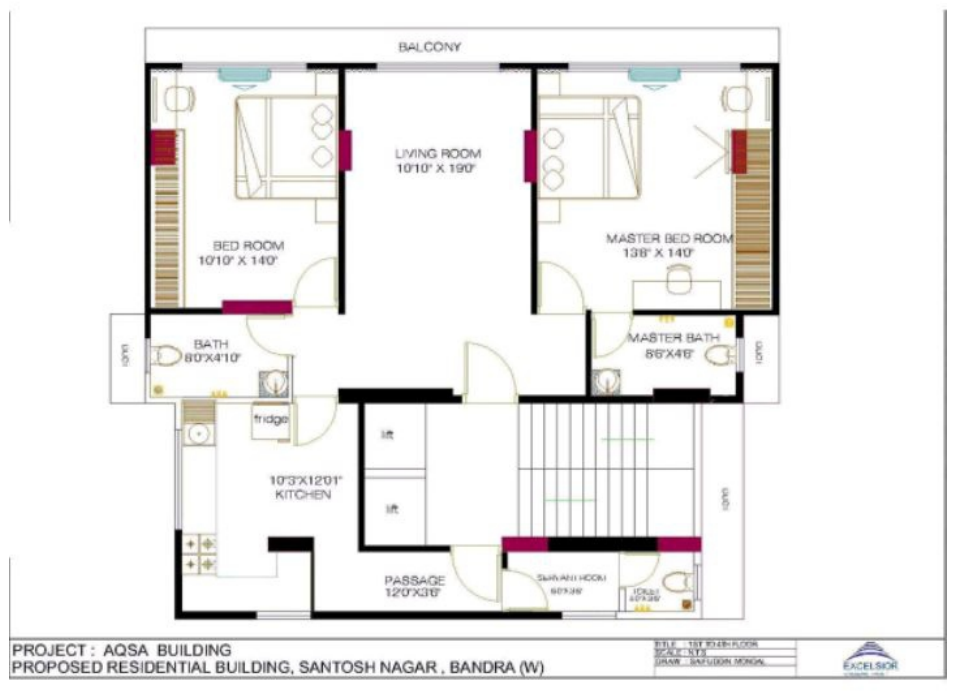 BALCONY
LIVING ROOM
10'10" X 19'0"
BED ROOM
10'10" X 14'0"
MASTER BED ROOM
13'8" X 14'0"
BATH
8'0"X4'10"
MASTER BATH
8'6"X4'6"
DUCT
DUCT
fridge
lift
10'3"X12'01"
KITCHEN
lift
DUCT
PASSAGE
12'0"X3'6"
SERVANT ROOM
TOILET
PROJECT : AQSA BUILDING
PROPOSED RESIDENTIAL BUILDING, SANTOSH NAGAR , BANDRA (W)
TITLE : 1ST TO 4TH FLOOR
SCALE : NTS
DRAW : SAIFUDDIN MONDAL
EXCELSIOR